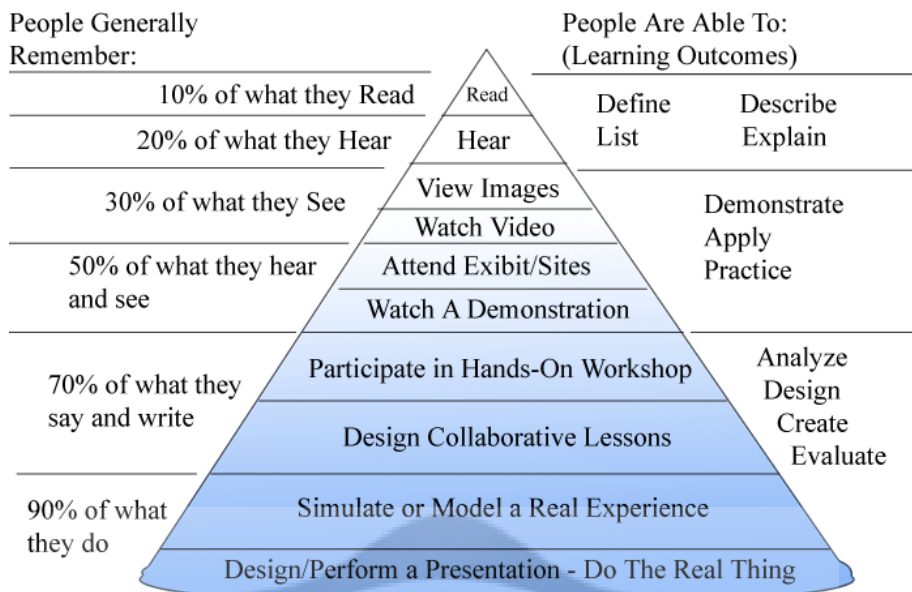 People Generally
Remember:
10% of what they Read
20% of what they Hear
30% of what they See
50% of what they hear
and see
70% of what they
say and write
90% of what
they do
Read
Hear
View Images
Watch Video
Attend Exibit/Sites
Watch A Demonstration
Participate in Hands-On Workshop
Design Collaborative Lessons
Simulate or Model a Real Experience
Design/Perform a Presentation - Do The Real Thing
People Are Able To:
(Learning Outcomes)
Define Describe
List Explain
Demonstrate
Apply
Practice
Analyze
Design
Create
Evaluate